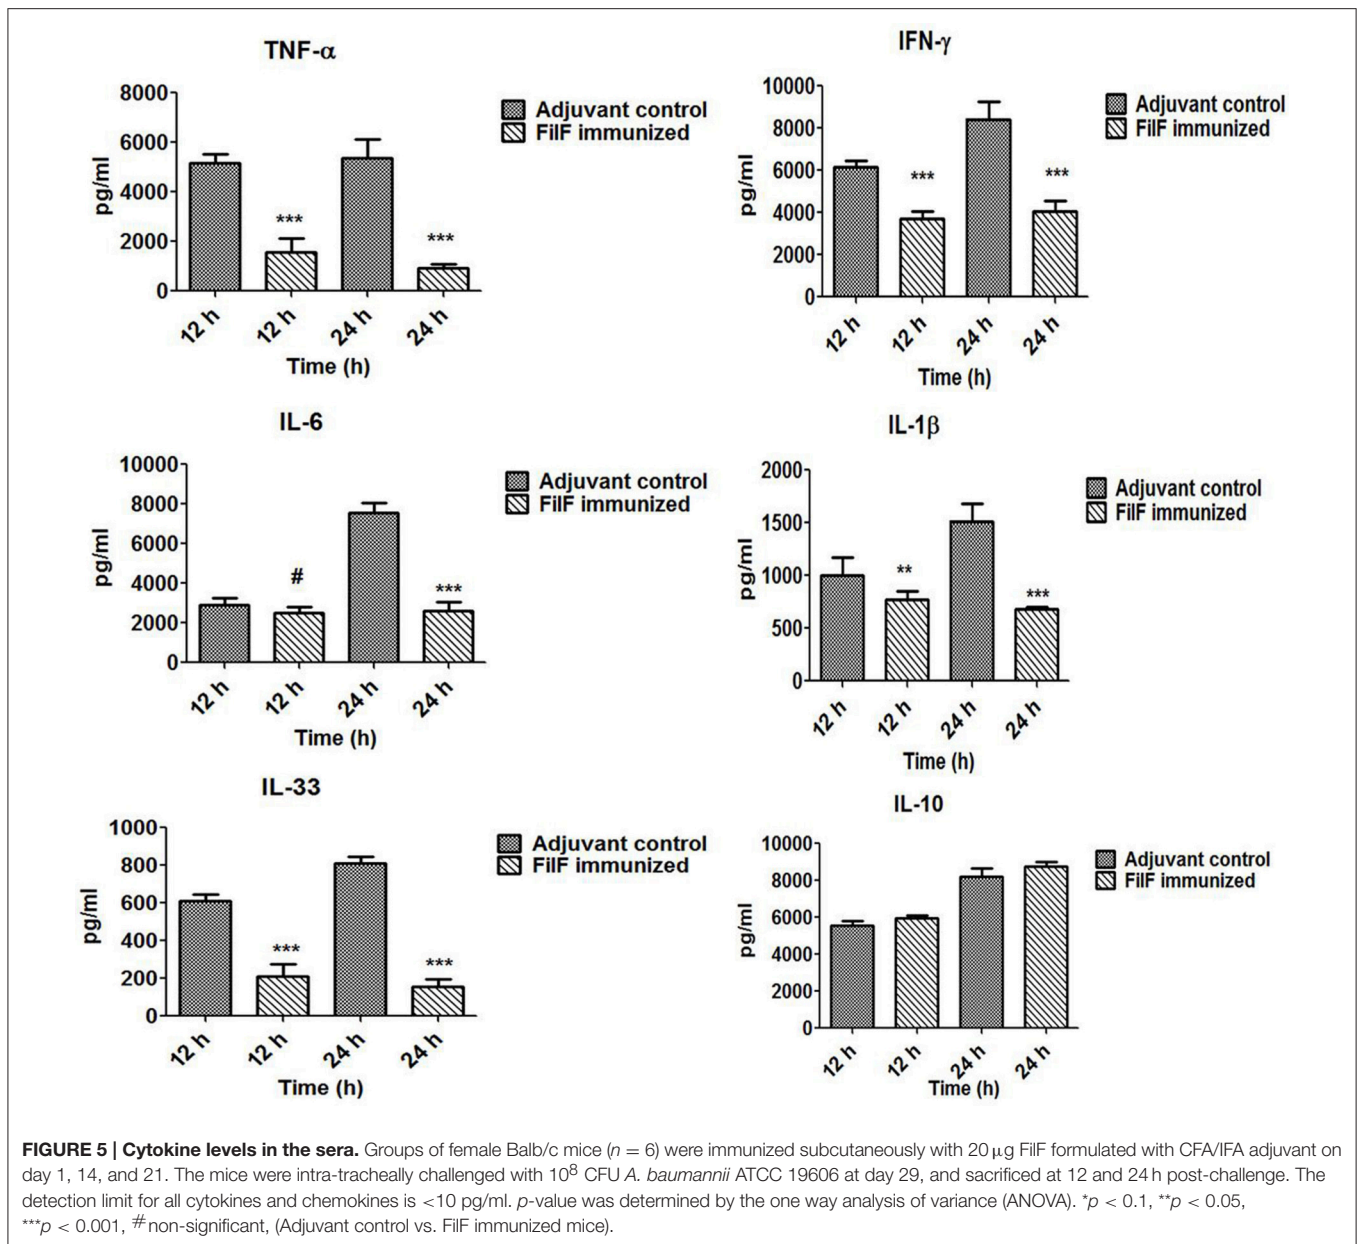 TNF-α
8000
6000
4000
2000
0
pg/ml
***
***
12 h
12 h
24 h
24 h
Time (h)
Adjuvant control
FilF immunized
IFN-γ
10000
8000
6000
4000
2000
0
pg/ml
***
***
12 h
12 h
24 h
24 h
Time (h)
Adjuvant control
FilF immunized
IL-6
10000
8000
6000
4000
2000
0
pg/ml
#
***
12 h
12 h
24 h
24 h
Time (h)
Adjuvant control
FilF immunized
IL-1β
2000
1500
1000
500
0
pg/ml
**
***
12 h
12 h
24 h
24 h
Time (h)
Adjuvant control
FilF immunized
IL-33
1000
800
600
400
200
0
pg/ml
***
***
12 h
12 h
24 h
24 h
Time (h)
Adjuvant control
FilF immunized
IL-10
10000
8000
6000
4000
2000
0
pg/ml
12 h
12 h
24 h
24 h
Time (h)
Adjuvant control
FilF immunized
FIGURE 5 | Cytokine levels in the sera. Groups of female Balb/c mice (n = 6) were immunized subcutaneously with 20 μg FilF formulated with CFA/IFA adjuvant on
day 1, 14, and 21. The mice were intra-tracheally challenged with 10⁸ CFU A. baumannii ATCC 19606 at day 29, and sacrificed at 12 and 24 h post-challenge. The
detection limit for all cytokines and chemokines is <10 pg/ml. p-value was determined by the one way analysis of variance (ANOVA). *p < 0.1, **p < 0.05,
***p < 0.001, #non-significant, (Adjuvant control vs. FilF immunized mice).